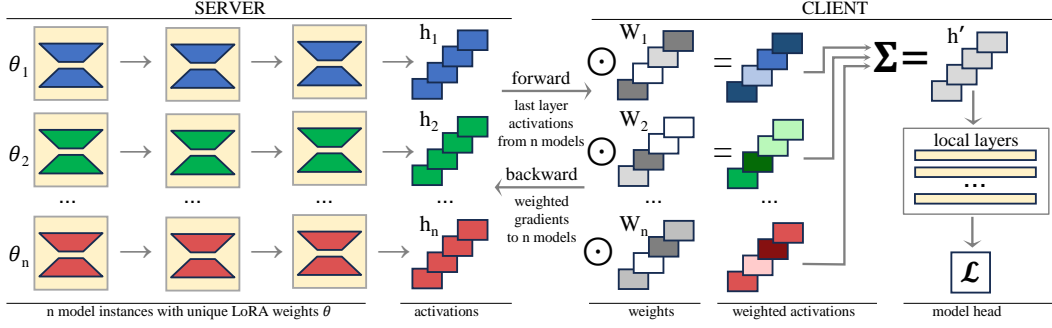 SERVER
CLIENT
θ1
h1
forward
last layer
activations
from n models
⊙
W1
=
Σ=
h′
θ2
h2
⊙
W2
=
local layers
...
backward
weighted
gradients
to n models
...
...
...
...
θn
hn
⊙
Wn
ℒ
n model instances with unique LoRA weights θ
activations
weights
weighted activations
model head